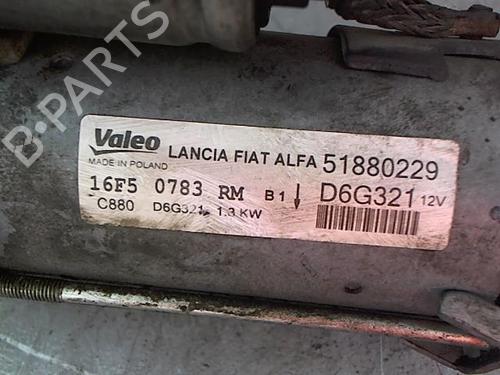 B-PARTS
Valeo LANCIA FIAT ALFA 51880229
MADE IN POLAND
16F5 0783 RM B1 D6G321 12V
C880 D6G321 1.3 KW